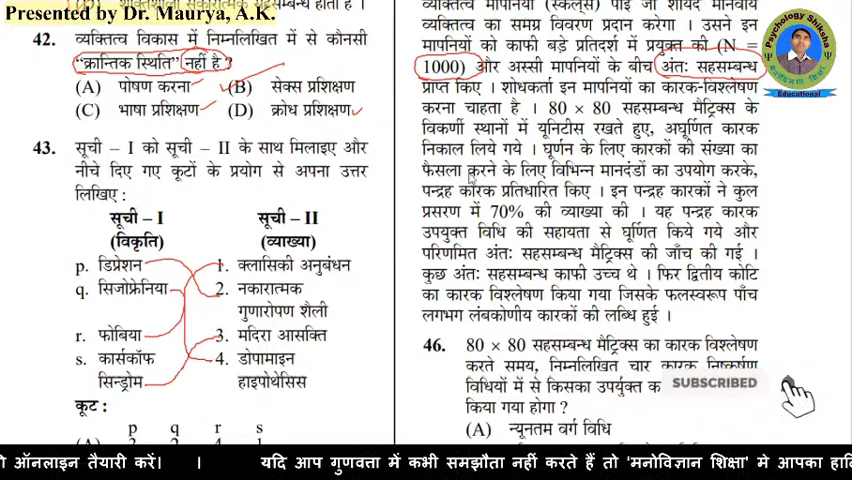 Presented by Dr. Maurya, A.K.
42. व्यक्तित्व विकास में निम्नलिखित में से कौनसी
“क्रान्तिक स्थिति” नहीं है ?
(A) पोषण करना (B) सेक्स प्रशिक्षण
(C) भाषा प्रशिक्षण (D) क्रोध प्रशिक्षण
43. सूची – I को सूची – II के साथ मिलाइए और
नीचे दिए गए कूटों के प्रयोग से अपना उत्तर
लिखिए :
सूची – I सूची – II
(विकृति) (व्याख्या)
p. डिप्रेशन 1. क्लासिकी अनुबंधन
q. सिजोफ्रेनिया 2. नकारात्मक
गुणारोपण शैली
r. फोबिया 3. मदिरा आसक्ति
s. कार्सकॉफ 4. डोपामाइन
सिन्ड्रोम हाइपोथेसिस
कूट :
p q r s
व्यक्तित्व का समग्र विवरण प्रदान करेगा । उसने इन
मापनियों को काफी बड़े प्रतिदर्श में प्रयुक्त की (N =
1000) और अस्सी मापनियों के बीच अंतः सहसम्बन्ध
प्राप्त किए । शोधकर्ता इन मापनियों का कारक-विश्लेषण
करना चाहता है । 80 × 80 सहसम्बन्ध मैट्रिक्स के
विकर्णी स्थानों में यूनिटीस रखते हुए, अघूर्णित कारक
निकाल लिये गये । घूर्णन के लिए कारकों की संख्या का
फैसला करने के लिए विभिन्न मानदंडों का उपयोग करके,
पन्द्रह कारक प्रतिधारित किए । इन पन्द्रह कारकों ने कुल
प्रसरण में 70% की व्याख्या की । यह पन्द्रह कारक
उपयुक्त विधि की सहायता से घूर्णित किये गये और
परिणमित अंतः सहसम्बन्ध मैट्रिक्स की जाँच की गई ।
कुछ अंतः सहसम्बन्ध काफी उच्च थे । फिर द्वितीय कोटि
का कारक विश्लेषण किया गया जिसके फलस्वरूप पाँच
लगभग लंबकोणीय कारकों की लब्धि हुई ।
46. 80 × 80 सहसम्बन्ध मैट्रिक्स का कारक विश्लेषण
करते समय, निम्नलिखित चार कारक निष्कर्षण
विधियों में से किसका उपर्युक्त
किया गया होगा ?
(A) न्यूनतम वर्ग विधि
SUBSCRIBED
Psychology Shiksha
Ψ Ψ
मनोविज्ञान शिक्षा
Educational
ऑनलाइन तैयारी करें। । यदि आप गुणवत्ता में कभी समझौता नहीं करते हैं तो 'मनोविज्ञान शिक्षा' मे आपका